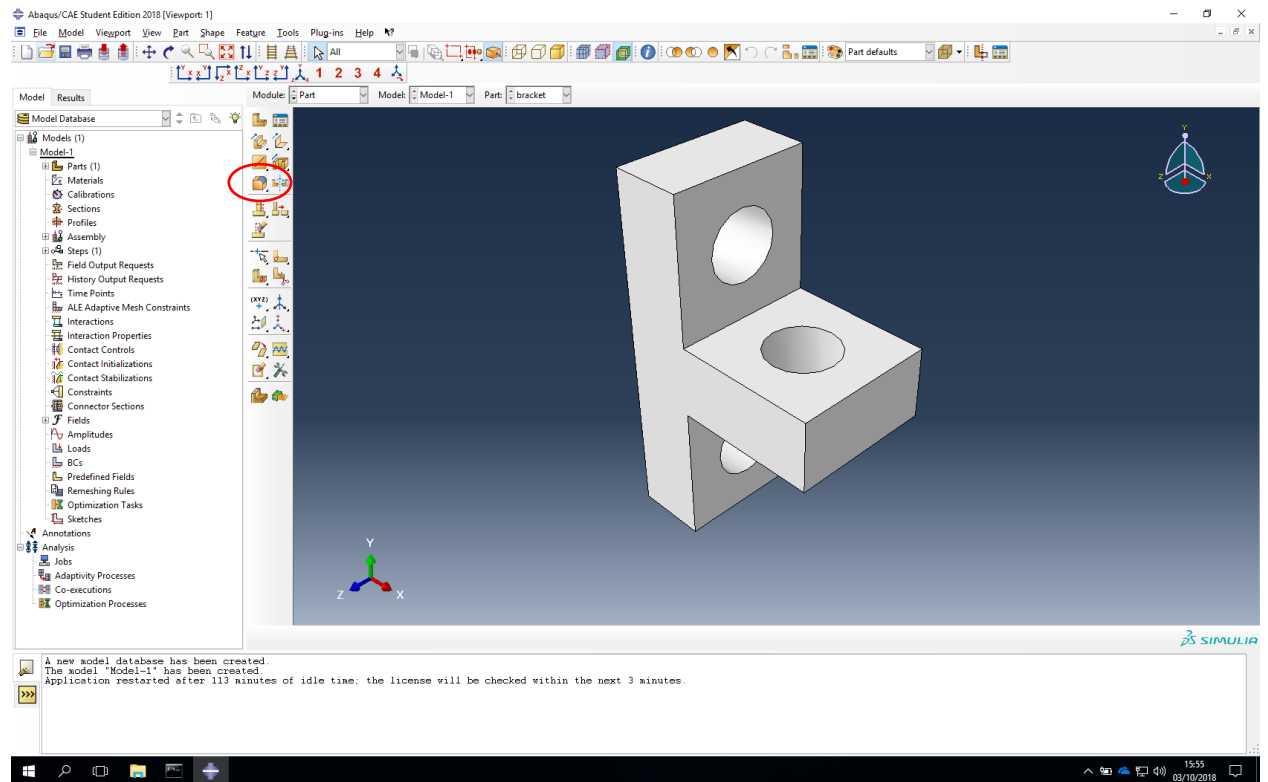 Abaqus/CAE Student Edition 2018 [Viewport: 1]
File Model Viewport View Part Shape Feature Tools Plug-ins Help
All
Part defaults
1 2 3 4
Model Results
Module: Part Model: Model-1 Part: bracket
Model Database
Models (1)
Model-1
Parts (1)
Materials
Calibrations
Sections
Profiles
Assembly
Steps (1)
Field Output Requests
History Output Requests
Time Points
ALE Adaptive Mesh Constraints
Interactions
Interaction Properties
Contact Controls
Contact Initializations
Contact Stabilizations
Constraints
Connector Sections
Fields
Amplitudes
Loads
BCs
Predefined Fields
Remeshing Rules
Optimization Tasks
Sketches
Annotations
Analysis
Jobs
Adaptivity Processes
Co-executions
Optimization Processes
(XYZ)
Y
Z X
Y
Z X
SIMULIA
A new model database has been created.
The model "Model-1" has been created.
Application restarted after 113 minutes of idle time; the license will be checked within the next 3 minutes.
>>>
15:55
03/10/2018